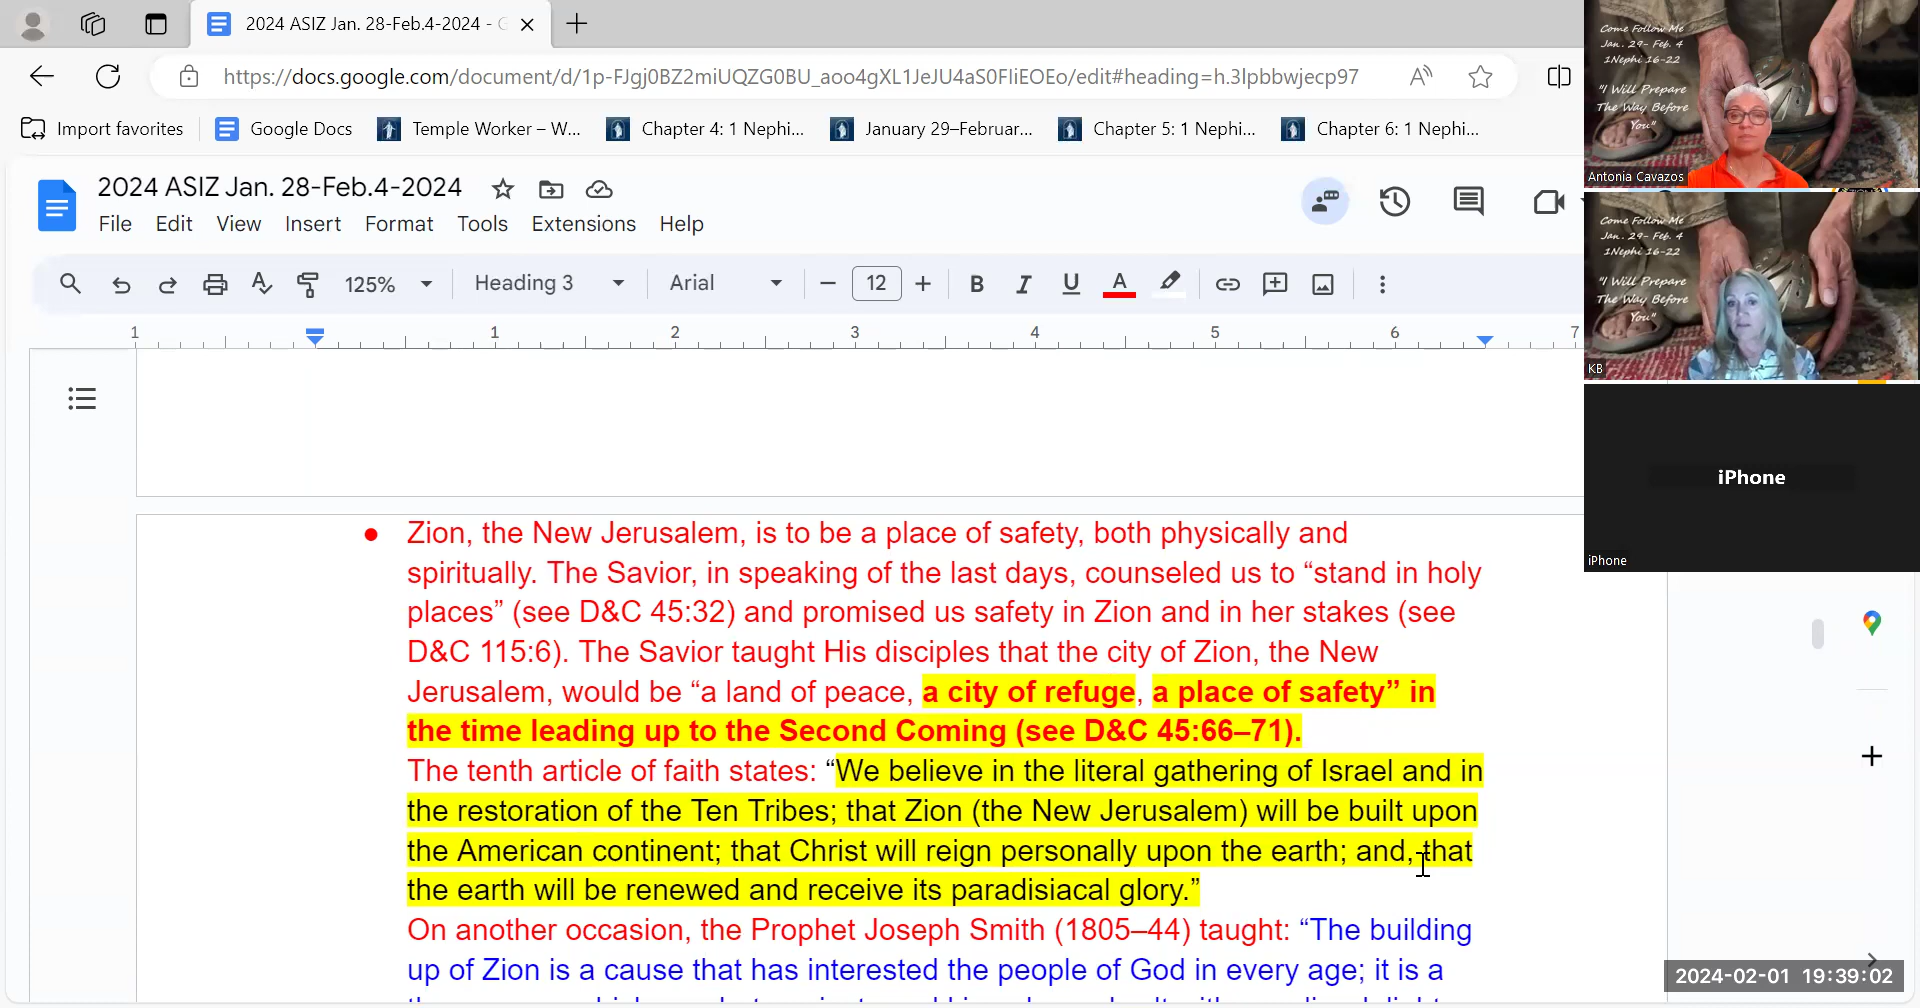 2024 ASIZ Jan. 28-Feb.4-2024 - G
https://docs.google.com/document/d/1p-FJgj0BZ2miUQZG0BU_aoo4gXL1JeJU4aS0FIiEOEo/edit#heading=h.3lpbbwjecp97
Import favorites
Google Docs
Temple Worker – W...
Chapter 4: 1 Nephi...
January 29–Februar...
Chapter 5: 1 Nephi...
Chapter 6: 1 Nephi...
2024 ASIZ Jan. 28-Feb.4-2024
File Edit View Insert Format Tools Extensions Help
125% Heading 3 Arial 12 B I U A
1 1 2 3 4 5 6 7
Zion, the New Jerusalem, is to be a place of safety, both physically and
spiritually. The Savior, in speaking of the last days, counseled us to “stand in holy
places” (see D&C 45:32) and promised us safety in Zion and in her stakes (see
D&C 115:6). The Savior taught His disciples that the city of Zion, the New
Jerusalem, would be “a land of peace, a city of refuge, a place of safety” in
the time leading up to the Second Coming (see D&C 45:66–71).
The tenth article of faith states: “We believe in the literal gathering of Israel and in
the restoration of the Ten Tribes; that Zion (the New Jerusalem) will be built upon
the American continent; that Christ will reign personally upon the earth; and, that
the earth will be renewed and receive its paradisiacal glory.”
On another occasion, the Prophet Joseph Smith (1805–44) taught: “The building
up of Zion is a cause that has interested the people of God in every age; it is a
Come Follow Me
Jan. 29- Feb. 4
1Nephi 16-22
"I Will Prepare
The Way Before
You"
Antonia Cavazos
Come Follow Me
Jan. 29- Feb. 4
1Nephi 16-22
"I Will Prepare
The Way Before
You"
KB
iPhone
iPhone
2024-02-01 19:39:02